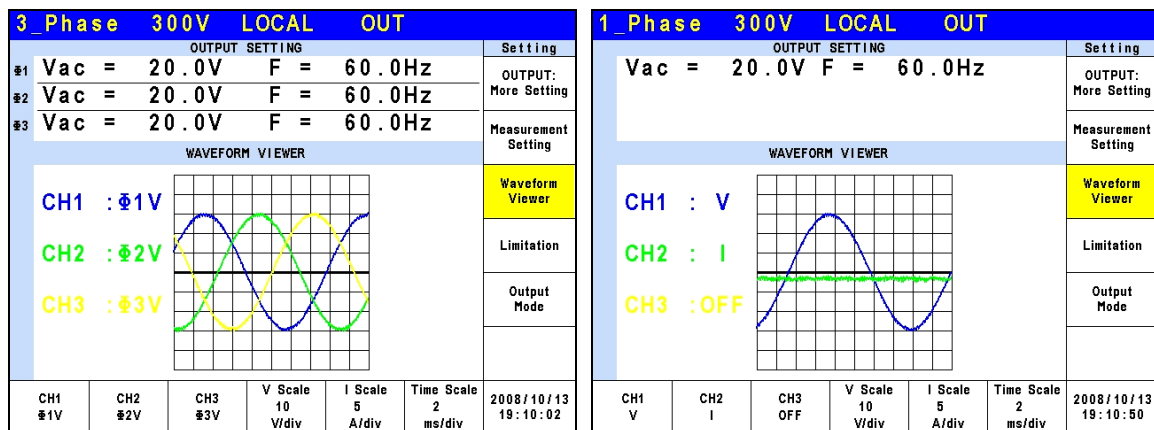 3_Phase 300V LOCAL OUT
OUTPUT SETTING
Setting
Φ1 Vac = 20.0V F = 60.0Hz
Φ2 Vac = 20.0V F = 60.0Hz
Φ3 Vac = 20.0V F = 60.0Hz
OUTPUT:
More Setting
Measurement
Setting
WAVEFORM VIEWER
Waveform
Viewer
CH1 :Φ1V
CH2 :Φ2V
CH3 :Φ3V
Limitation
Output
Mode
CH1
Φ1V
CH2
Φ2V
CH3
Φ3V
V Scale
10
V/div
I Scale
5
A/div
Time Scale
2
ms/div
2008/10/13
19:10:02
1_Phase 300V LOCAL OUT
OUTPUT SETTING
Setting
Vac = 20.0V F = 60.0Hz
OUTPUT:
More Setting
Measurement
Setting
WAVEFORM VIEWER
Waveform
Viewer
CH1 : V
CH2 : I
CH3 :OFF
Limitation
Output
Mode
CH1
V
CH2
I
CH3
OFF
V Scale
10
V/div
I Scale
5
A/div
Time Scale
2
ms/div
2008/10/13
19:10:50